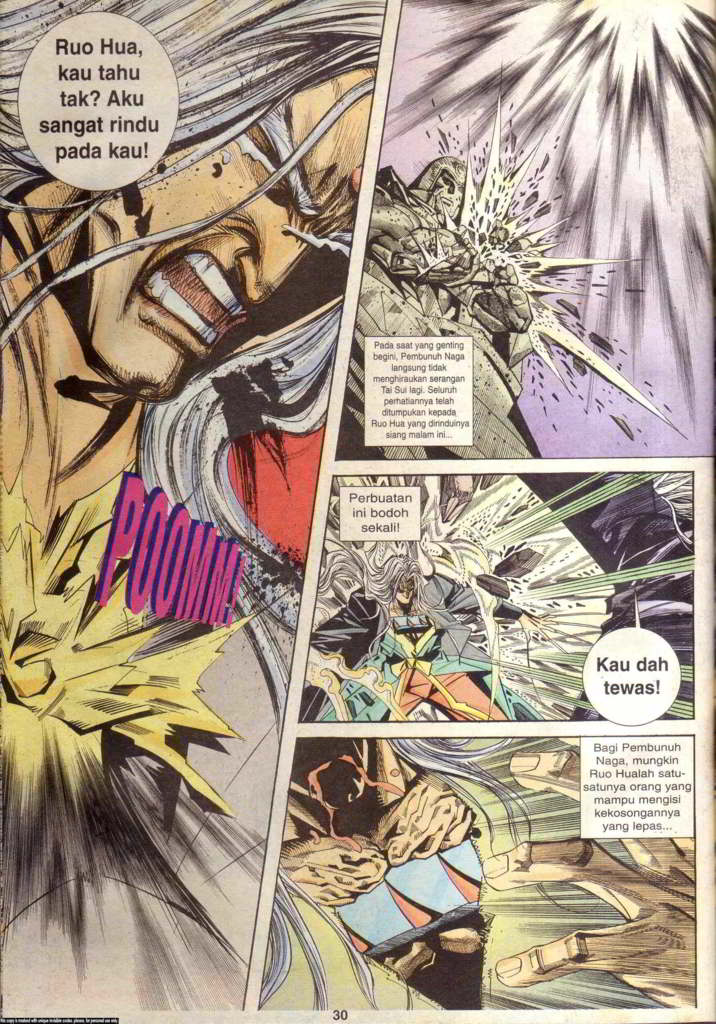 Ruo Hua,
kau tahu
tak? Aku
sangat rindu
pada kau!
POOMM!
Pada saat yang genting
begini, Pembunuh Naga
langsung tidak
menghiraukan serangan
Tai Sui lagi. Seluruh
perhatiannya telah
ditumpukan kepada
Ruo Hua yang dirinduinya
siang malam ini...
Perbuatan
ini bodoh
sekali!
Kau dah
tewas!
Bagi Pembunuh
Naga, mungkin
Ruo Hualah satu-
satunya orang yang
mampu mengisi
kekosongannya
yang lepas...
30